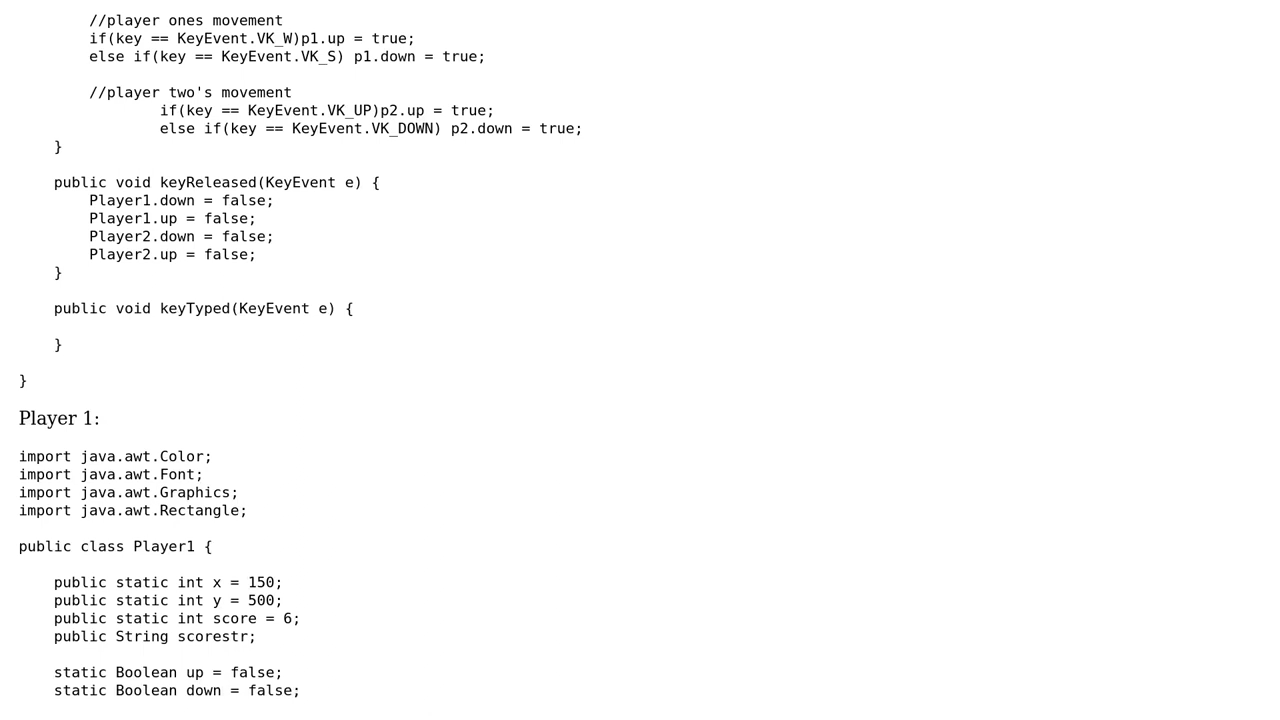 //player ones movement
        if(key == KeyEvent.VK_W)p1.up = true;
        else if(key == KeyEvent.VK_S) p1.down = true;

        //player two's movement
                if(key == KeyEvent.VK_UP)p2.up = true;
                else if(key == KeyEvent.VK_DOWN) p2.down = true;
    }

    public void keyReleased(KeyEvent e) {
        Player1.down = false;
        Player1.up = false;
        Player2.down = false;
        Player2.up = false;
    }

    public void keyTyped(KeyEvent e) {

    }

}
Player 1:
import java.awt.Color;
import java.awt.Font;
import java.awt.Graphics;
import java.awt.Rectangle;

public class Player1 {

    public static int x = 150;
    public static int y = 500;
    public static int score = 6;
    public String scorestr;

    static Boolean up = false;
    static Boolean down = false;